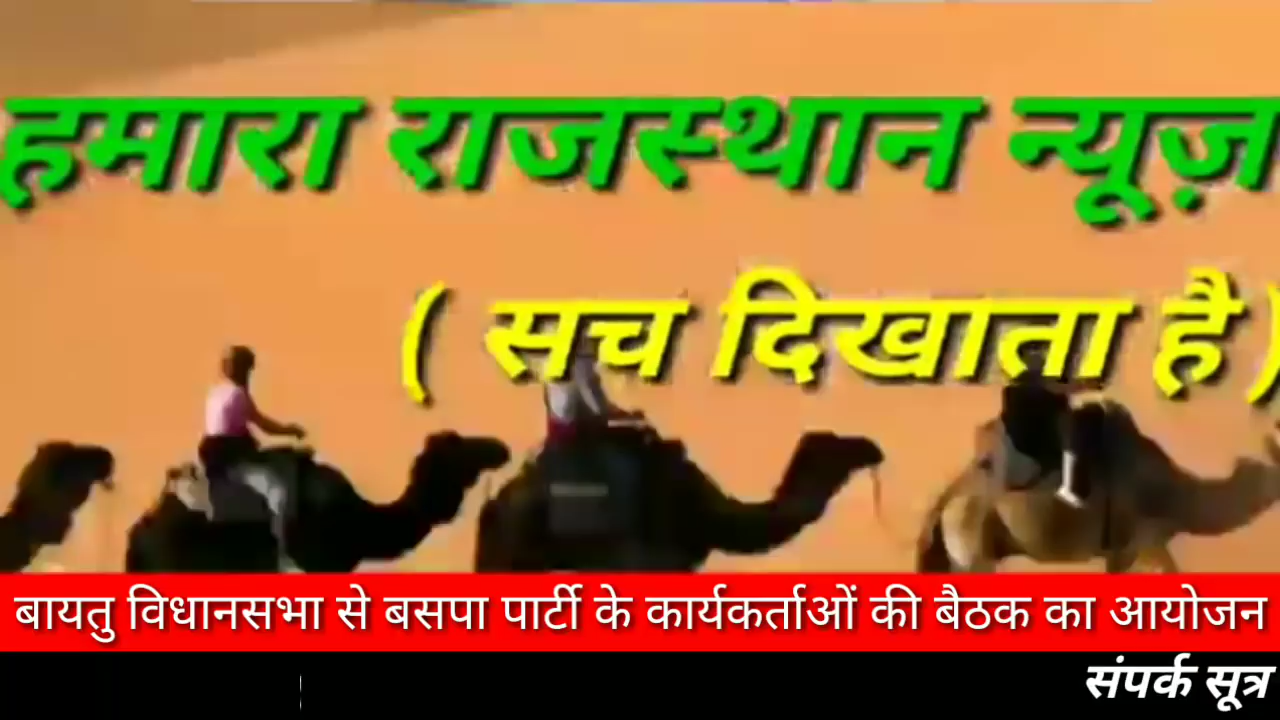 हमारा राजस्थान न्यूज़
( सच दिखाता है )
बायतु विधानसभा से बसपा पार्टी के कार्यकर्ताओं की बैठक का आयोजन
संपर्क सूत्र